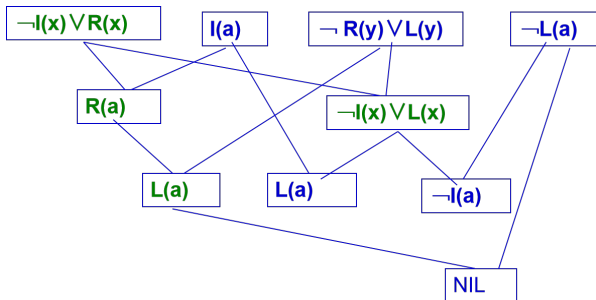 ¬I(x)∨R(x)
I(a)
¬ R(y)∨L(y)
¬L(a)
R(a)
¬I(x)∨L(x)
L(a)
L(a)
¬I(a)
NIL